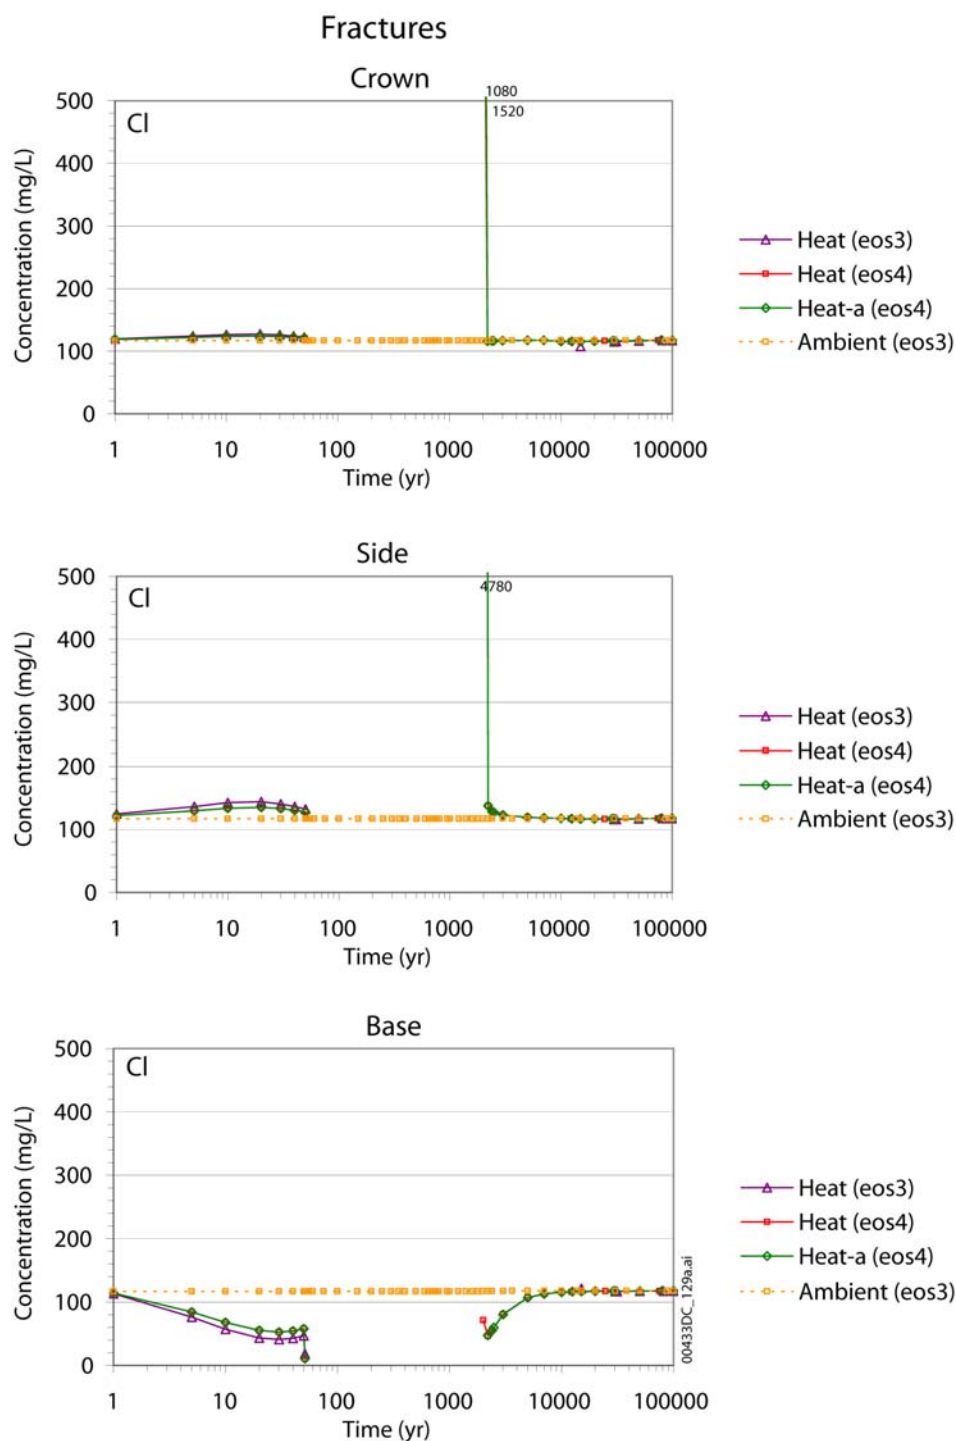 Fractures
Crown
1080
1520
500
400
300
200
100
0
Cl
Concentration (mg/L)
1 10 100 1000 10000 100000
Time (yr)
Heat (eos3)
Heat (eos4)
Heat-a (eos4)
Ambient (eos3)
Side
4780
500
400
300
200
100
0
Cl
Concentration (mg/L)
1 10 100 1000 10000 100000
Time (yr)
Heat (eos3)
Heat (eos4)
Heat-a (eos4)
Ambient (eos3)
Base
500
400
300
200
100
0
Cl
Concentration (mg/L)
1 10 100 1000 10000 100000
Time (yr)
Heat (eos3)
Heat (eos4)
Heat-a (eos4)
Ambient (eos3)
00433DC_129a.ai